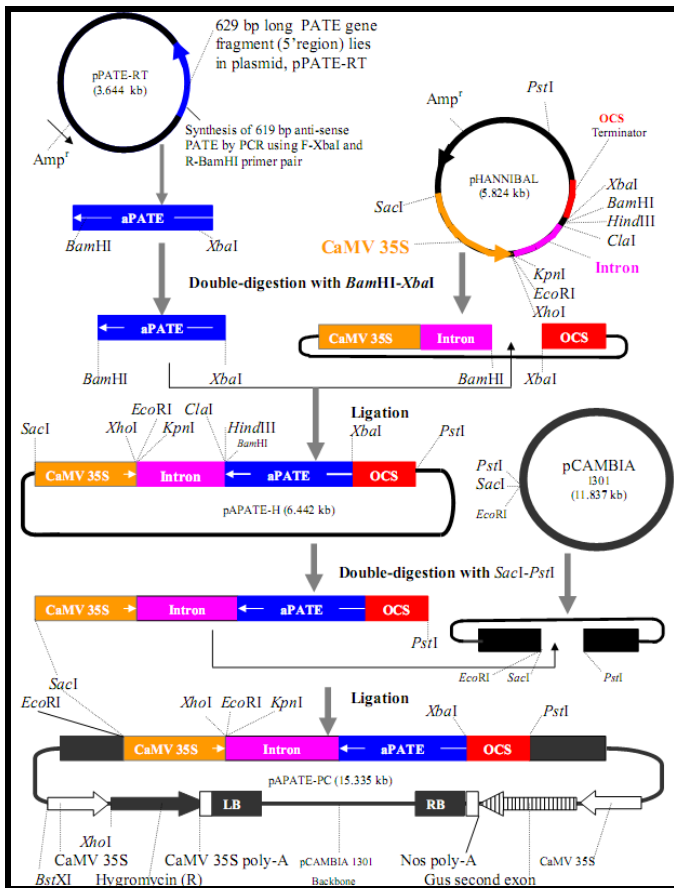 629 bp long PATE gene
fragment (5'region) lies
in plasmid, pPATE-RT
pPATE-RT
(3.644 kb)
Amp^r
Synthesis of 619 bp anti-sense
PATE by PCR using F-XbaI and
R-BamHI primer pair
PstI
Amp^r
OCS
Terminator
pHANNIBAL
(5.824 kb)
XbaI
BamHI
HindIII
ClaI
SacI
CaMV 35S
Intron
KpnI
EcoRI
XhoI
aPATE
BamHI
XbaI
Double-digestion with BamHI-XbaI
aPATE
BamHI
XbaI
CaMV 35S
Intron
OCS
BamHI
XbaI
Ligation
SacI
XhoI
EcoRI
KpnI
ClaI
HindIII
BamHI
XbaI
PstI
CaMV 35S
Intron
aPATE
OCS
pAPATE-H (6.442 kb)
PstI
SacI
EcoRI
pCAMBIA
1301
(11.837 kb)
Double-digestion with SacI-PstI
CaMV 35S
Intron
aPATE
OCS
PstI
SacI
EcoRI
SacI
PstI
Ligation
EcoRI
XhoI
EcoRI
KpnI
XbaI
PstI
CaMV 35S
Intron
aPATE
OCS
pAPATE-PC (15.335 kb)
LB
RB
XhoI
BstXI
CaMV 35S
Hygromycin (R)
CaMV 35S poly-A
pCAMBIA 1301
Backbone
Nos poly-A
Gus second exon
CaMV 35S